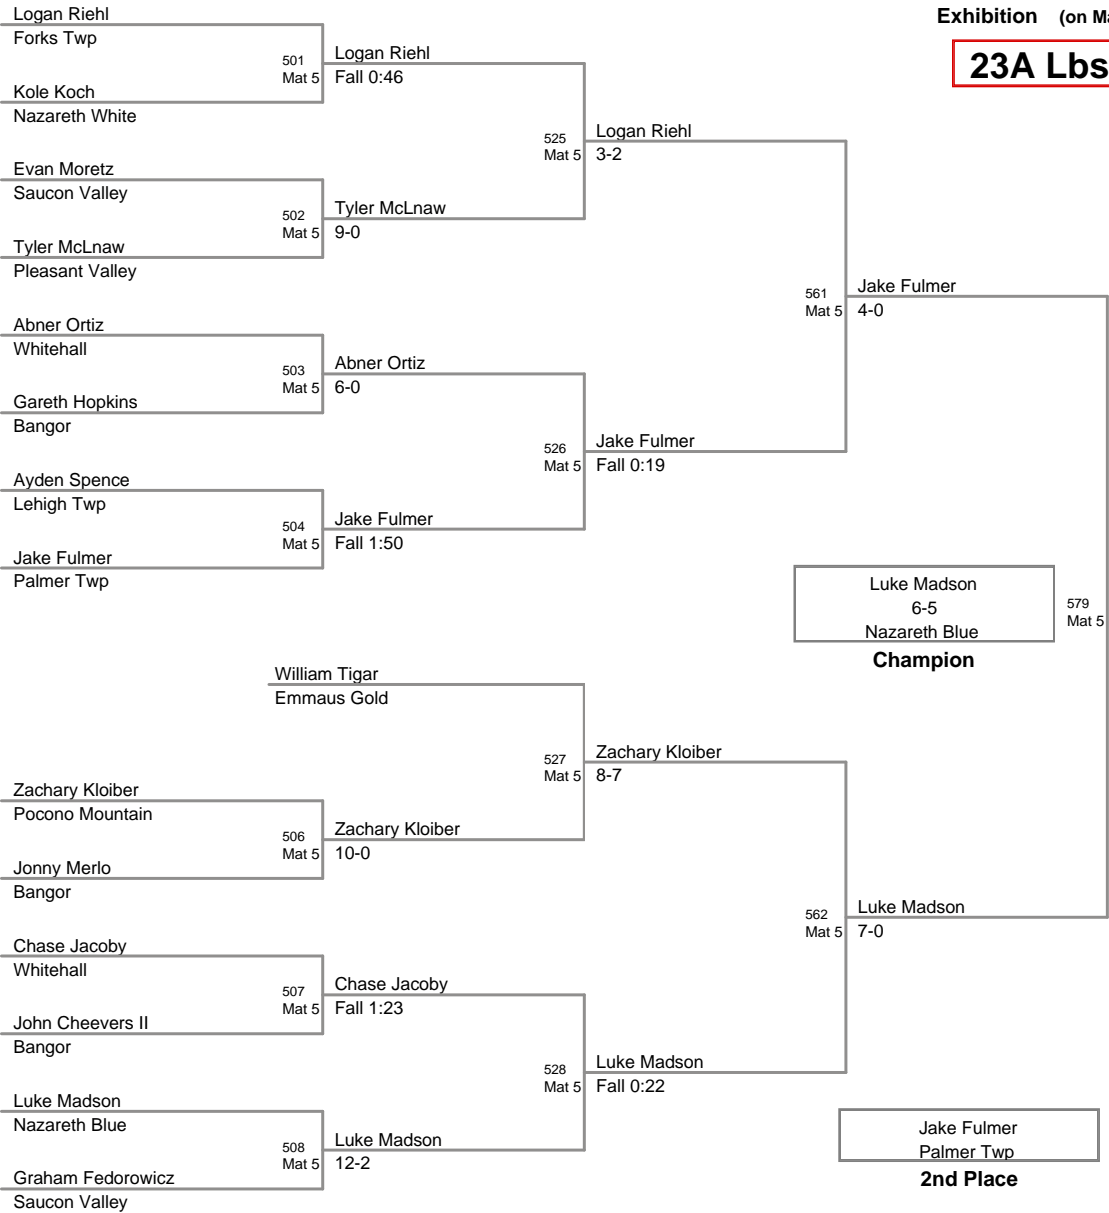 Logan Riehl
Forks Twp
Exhibition (on Ma
501
Mat 5
Logan Riehl
Fall 0:46
23A Lbs
Kole Koch
Nazareth White
525
Mat 5
Logan Riehl
3-2
Evan Moretz
Saucon Valley
502
Mat 5
Tyler McLnaw
9-0
Tyler McLnaw
Pleasant Valley
561
Mat 5
Jake Fulmer
4-0
Abner Ortiz
Whitehall
503
Mat 5
Abner Ortiz
6-0
Gareth Hopkins
Bangor
526
Mat 5
Jake Fulmer
Fall 0:19
Ayden Spence
Lehigh Twp
504
Mat 5
Jake Fulmer
Fall 1:50
Jake Fulmer
Palmer Twp
Luke Madson
6-5
Nazareth Blue
Champion
579
Mat 5
William Tigar
Emmaus Gold
527
Mat 5
Zachary Kloiber
8-7
Zachary Kloiber
Pocono Mountain
506
Mat 5
Zachary Kloiber
10-0
Jonny Merlo
Bangor
562
Mat 5
Luke Madson
7-0
Chase Jacoby
Whitehall
507
Mat 5
Chase Jacoby
Fall 1:23
John Cheevers II
Bangor
528
Mat 5
Luke Madson
Fall 0:22
Luke Madson
Nazareth Blue
508
Mat 5
Luke Madson
12-2
Graham Fedorowicz
Saucon Valley
Jake Fulmer
Palmer Twp
2nd Place